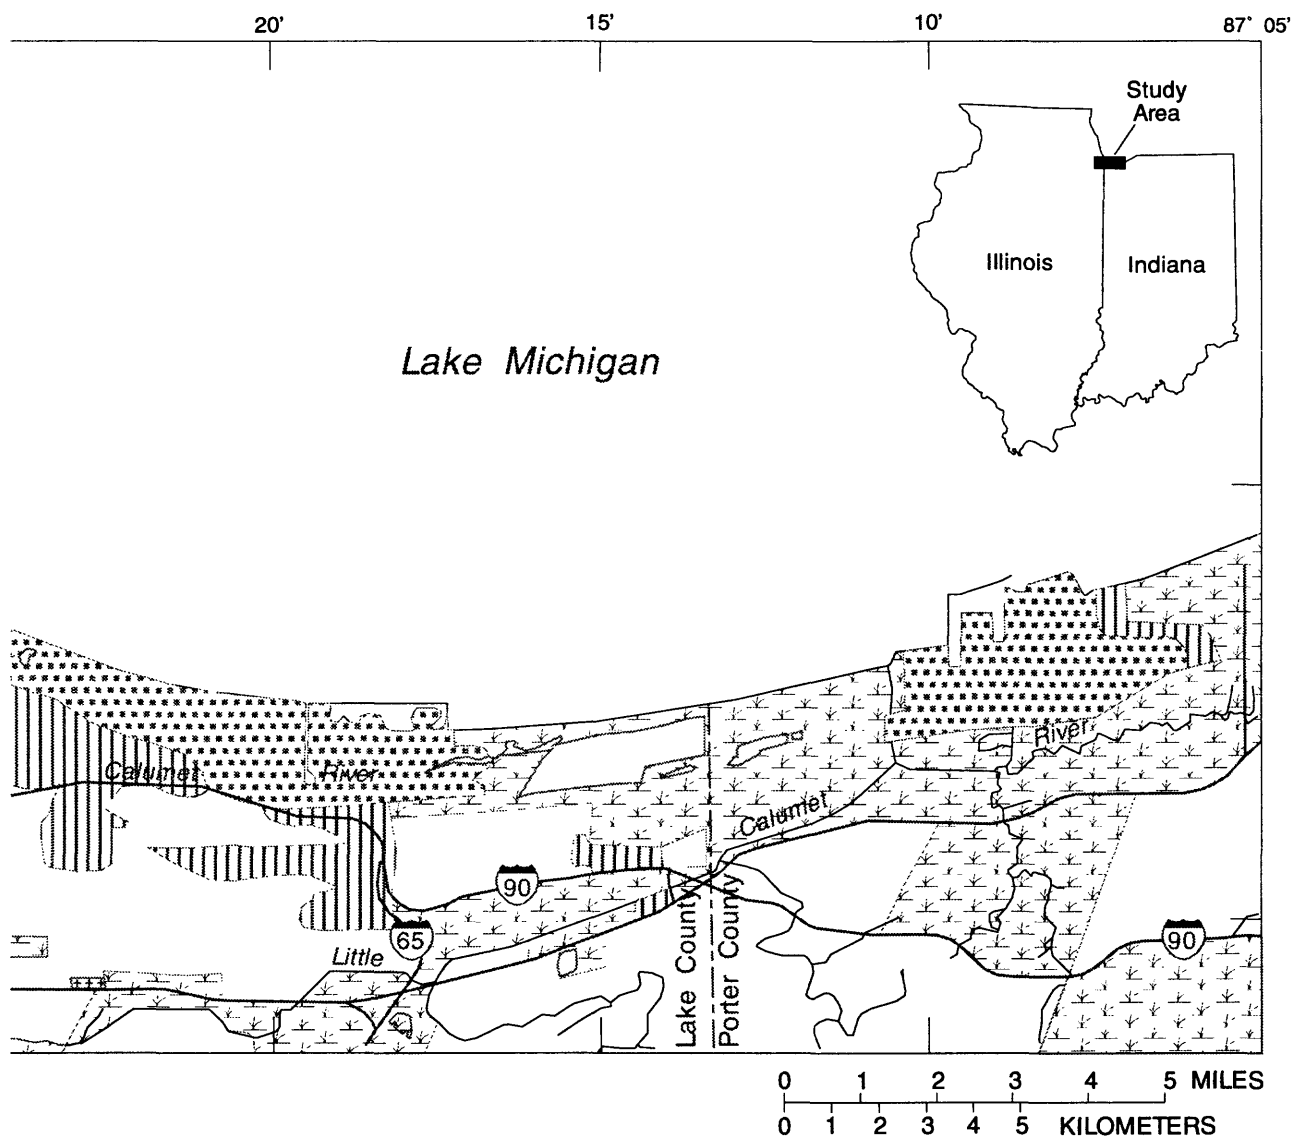 20' 15' 10' 87° 05'
Study
Area
Illinois Indiana
Lake Michigan
River
Calumet River
Calumet
90
65
Little
90
Lake County
Porter County
0 1 2 3 4 5 MILES
0 1 2 3 4 5 KILOMETERS